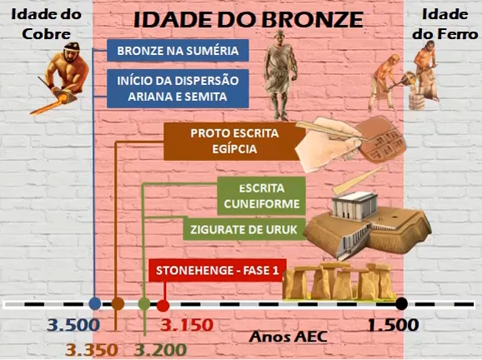 Idade do
Cobre
IDADE DO BRONZE
Idade
do Ferro
BRONZE NA SUMÉRIA
INÍCIO DA DISPERSÃO
ARIANA E SEMITA
PROTO ESCRITA
EGÍPCIA
ESCRITA
CUNEIFORME
ZIGURATE DE URUK
STONEHENGE - FASE 1
3.500
3.150
Anos AEC
1.500
3.350
3.200